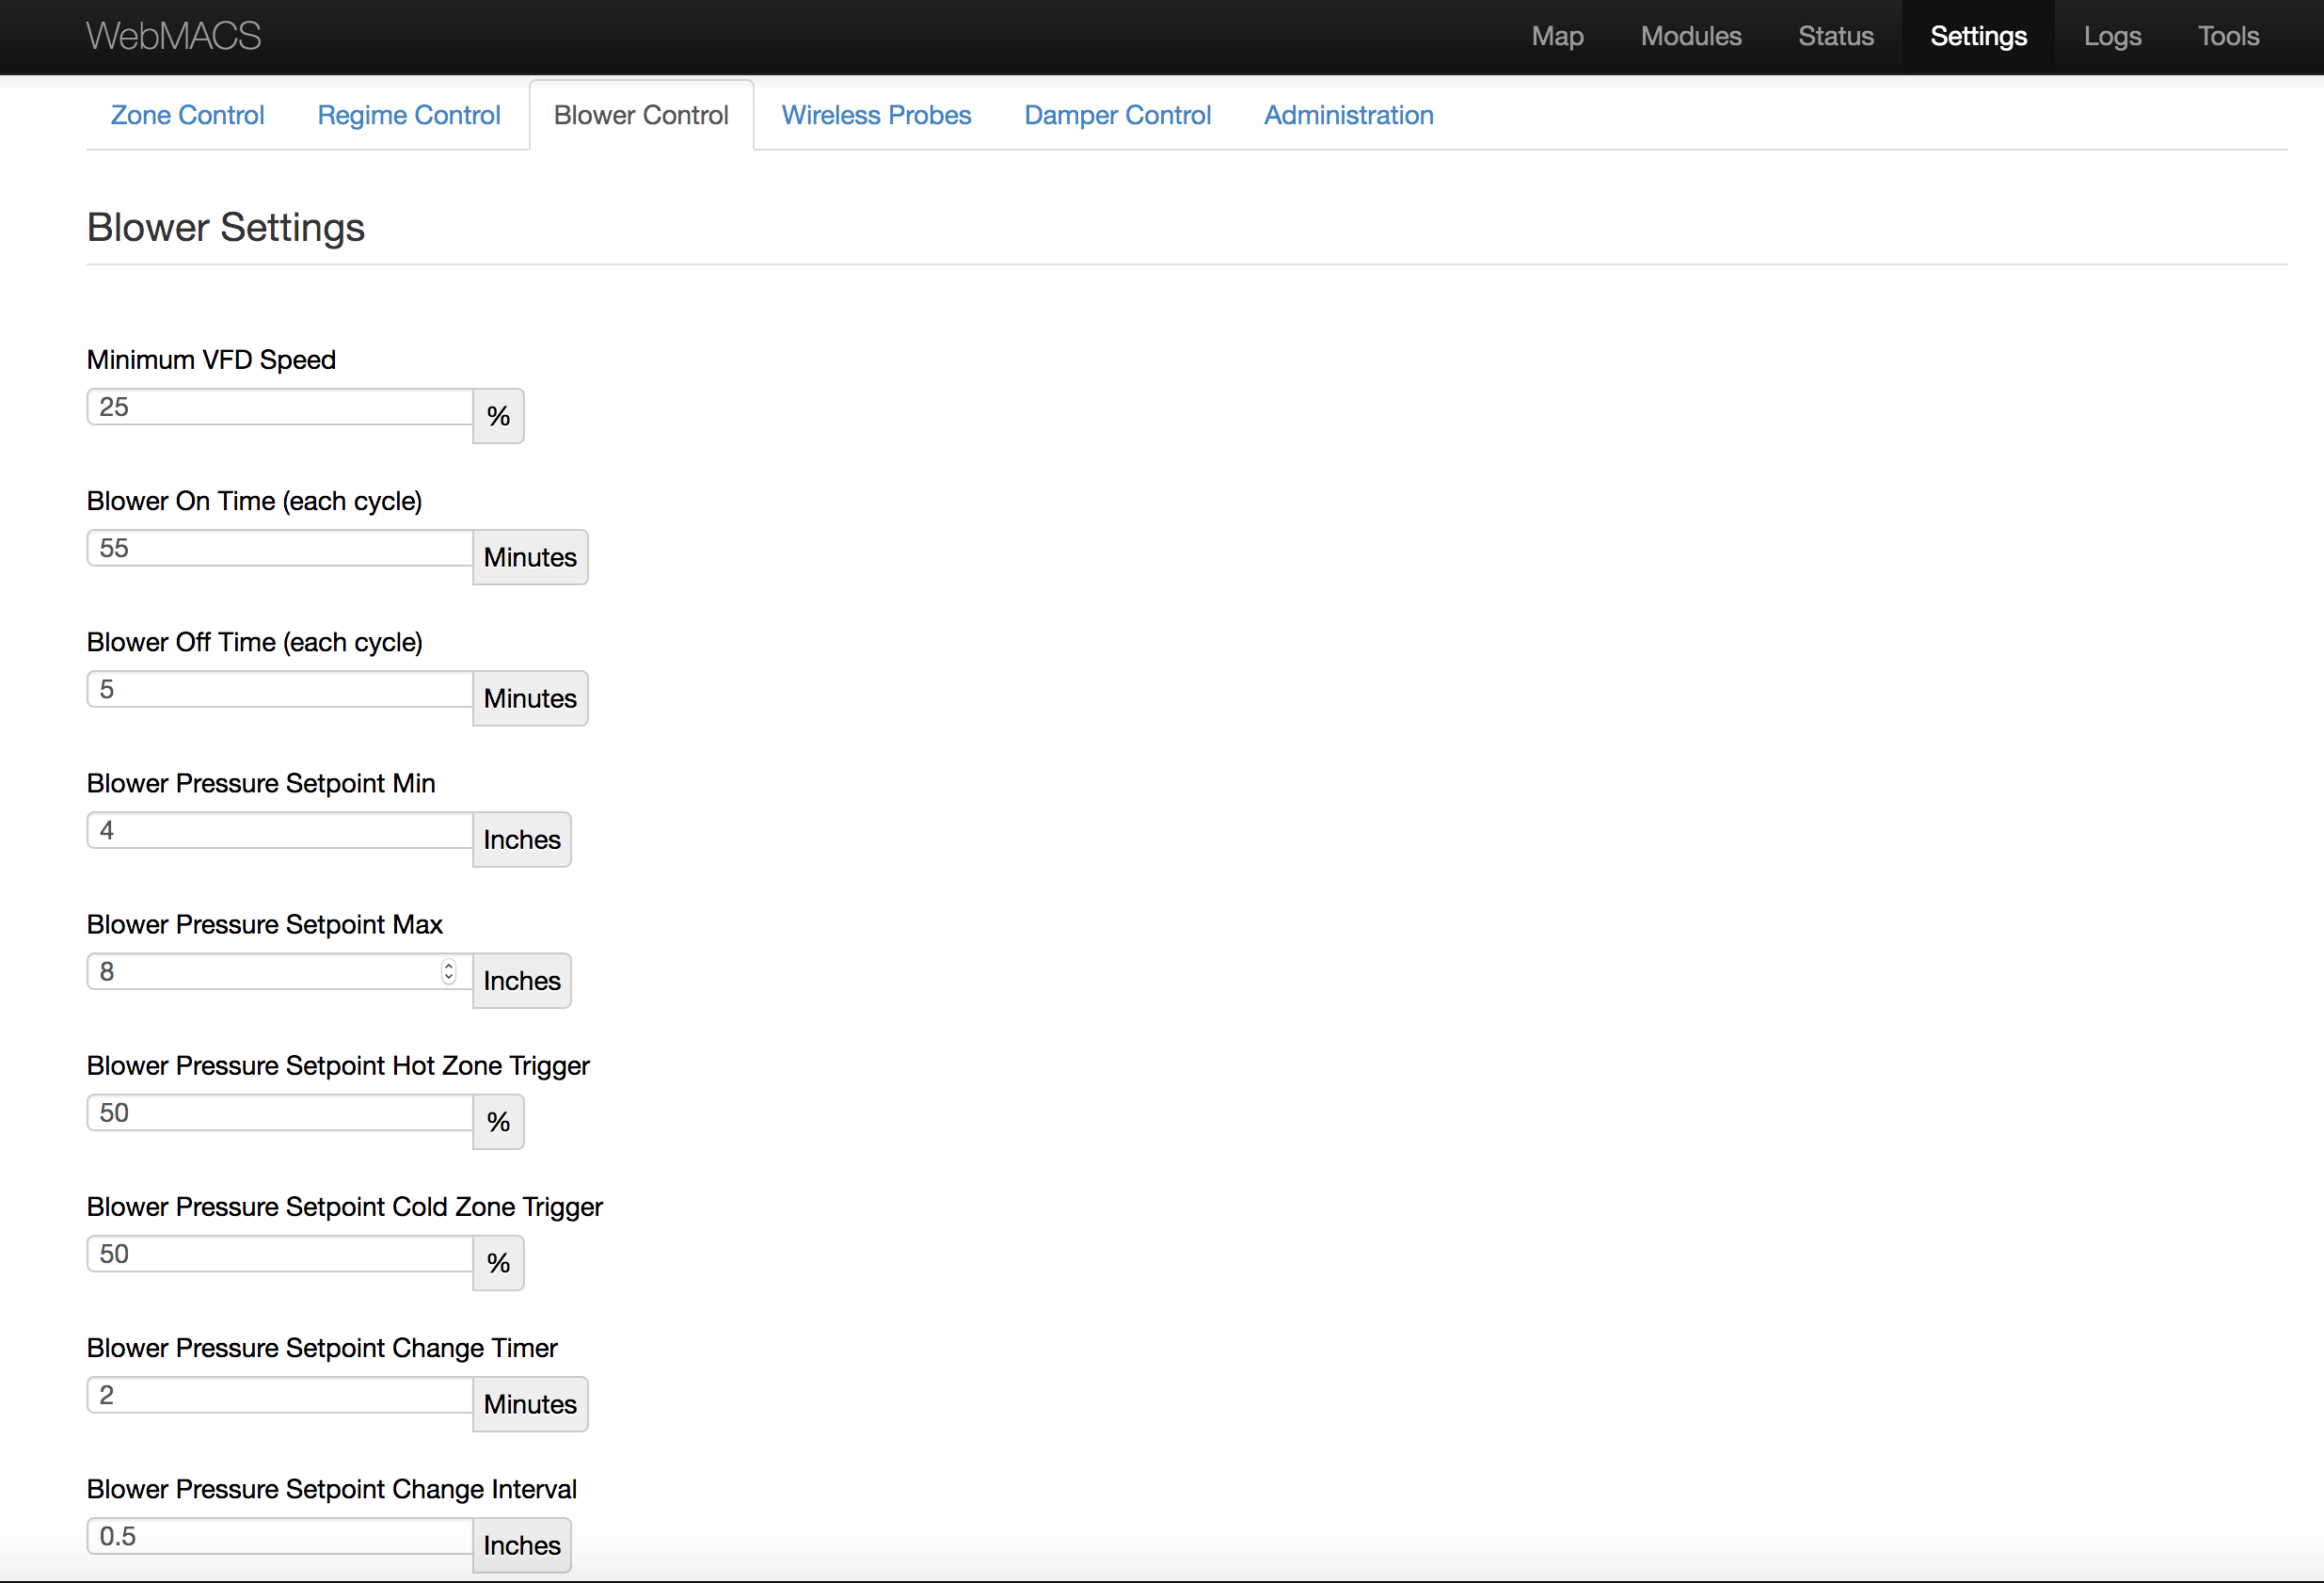 WebMACS Map Modules Status Settings Logs Tools
Zone Control Regime Control Blower Control Wireless Probes Damper Control Administration
Blower Settings
Minimum VFD Speed
25 %
Blower On Time (each cycle)
55 Minutes
Blower Off Time (each cycle)
5 Minutes
Blower Pressure Setpoint Min
4 Inches
Blower Pressure Setpoint Max
8 Inches
Blower Pressure Setpoint Hot Zone Trigger
50 %
Blower Pressure Setpoint Cold Zone Trigger
50 %
Blower Pressure Setpoint Change Timer
2 Minutes
Blower Pressure Setpoint Change Interval
0.5 Inches